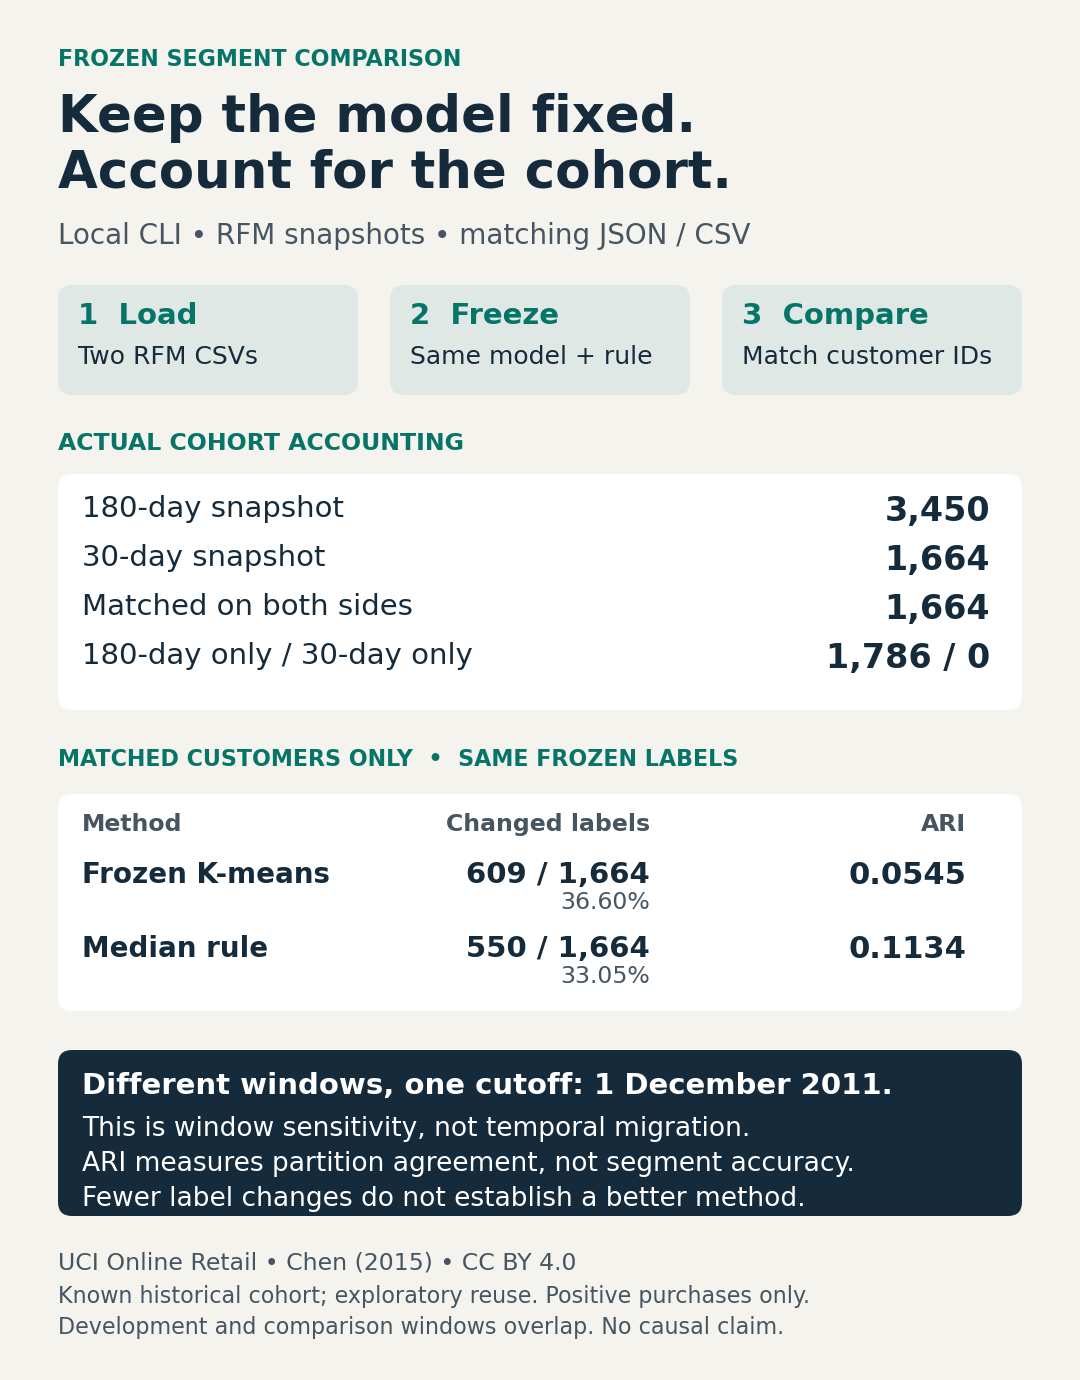 FROZEN SEGMENT COMPARISON
Keep the model fixed.
Account for the cohort.
Local CLI • RFM snapshots • matching JSON / CSV
1 Load
Two RFM CSVs
2 Freeze
Same model + rule
3 Compare
Match customer IDs
ACTUAL COHORT ACCOUNTING
180-day snapshot 3,450
30-day snapshot 1,664
Matched on both sides 1,664
180-day only / 30-day only 1,786 / 0
MATCHED CUSTOMERS ONLY • SAME FROZEN LABELS
Method Changed labels ARI
Frozen K-means 609 / 1,664 0.0545
36.60%
Median rule 550 / 1,664 0.1134
33.05%
Different windows, one cutoff: 1 December 2011.
This is window sensitivity, not temporal migration.
ARI measures partition agreement, not segment accuracy.
Fewer label changes do not establish a better method.
UCI Online Retail • Chen (2015) • CC BY 4.0
Known historical cohort; exploratory reuse. Positive purchases only.
Development and comparison windows overlap. No causal claim.